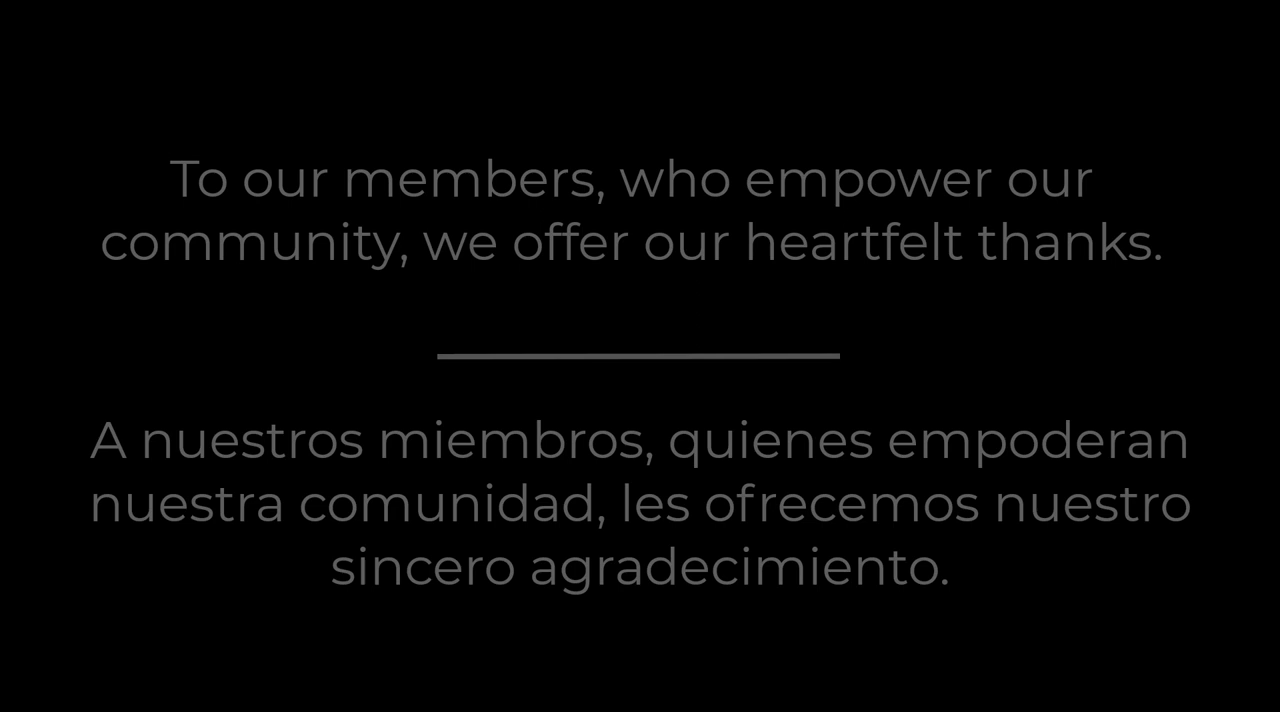 To our members, who empower our
community, we offer our heartfelt thanks.
A nuestros miembros, quienes empoderan
nuestra comunidad, les ofrecemos nuestro
sincero agradecimiento.